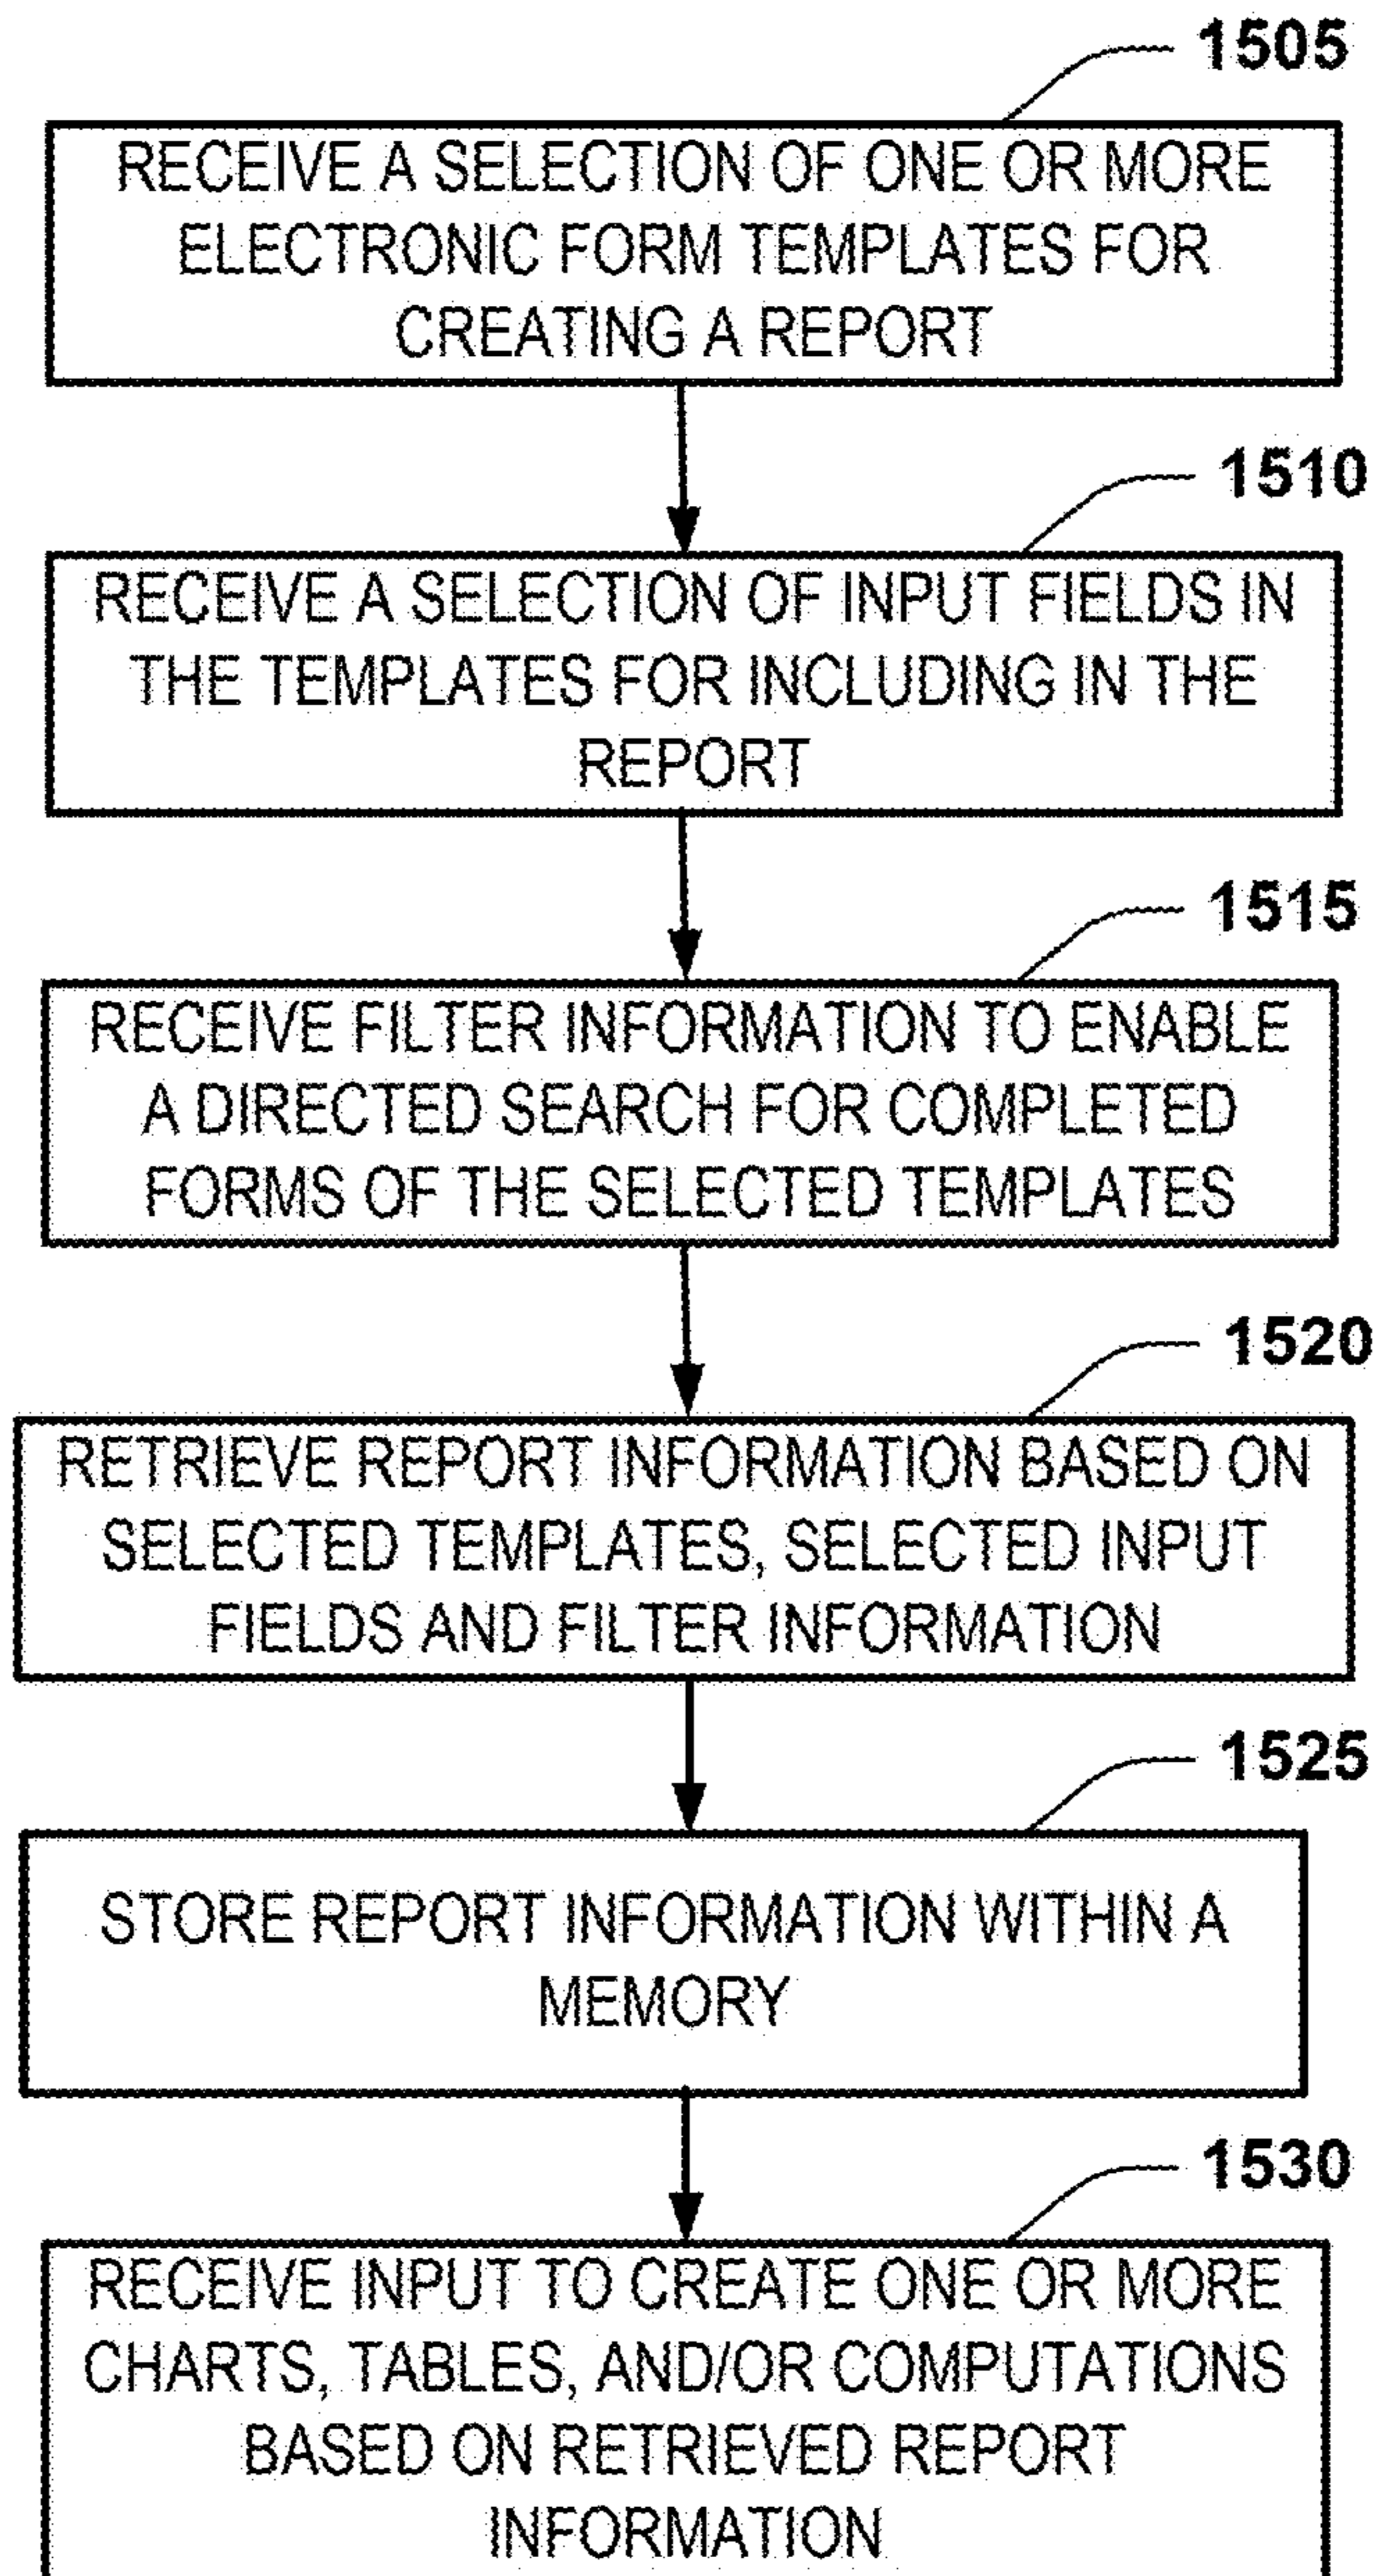 1505
RECEIVE A SELECTION OF ONE OR MORE
ELECTRONIC FORM TEMPLATES FOR
CREATING A REPORT
1510
RECEIVE A SELECTION OF INPUT FIELDS IN
THE TEMPLATES FOR INCLUDING IN THE
REPORT
1515
RECEIVE FILTER INFORMATION TO ENABLE
A DIRECTED SEARCH FOR COMPLETED
FORMS OF THE SELECTED TEMPLATES
1520
RETRIEVE REPORT INFORMATION BASED ON
SELECTED TEMPLATES, SELECTED INPUT
FIELDS AND FILTER INFORMATION
1525
STORE REPORT INFORMATION WITHIN A
MEMORY
1530
RECEIVE INPUT TO CREATE ONE OR MORE
CHARTS, TABLES, AND/OR COMPUTATIONS
BASED ON RETRIEVED REPORT
INFORMATION